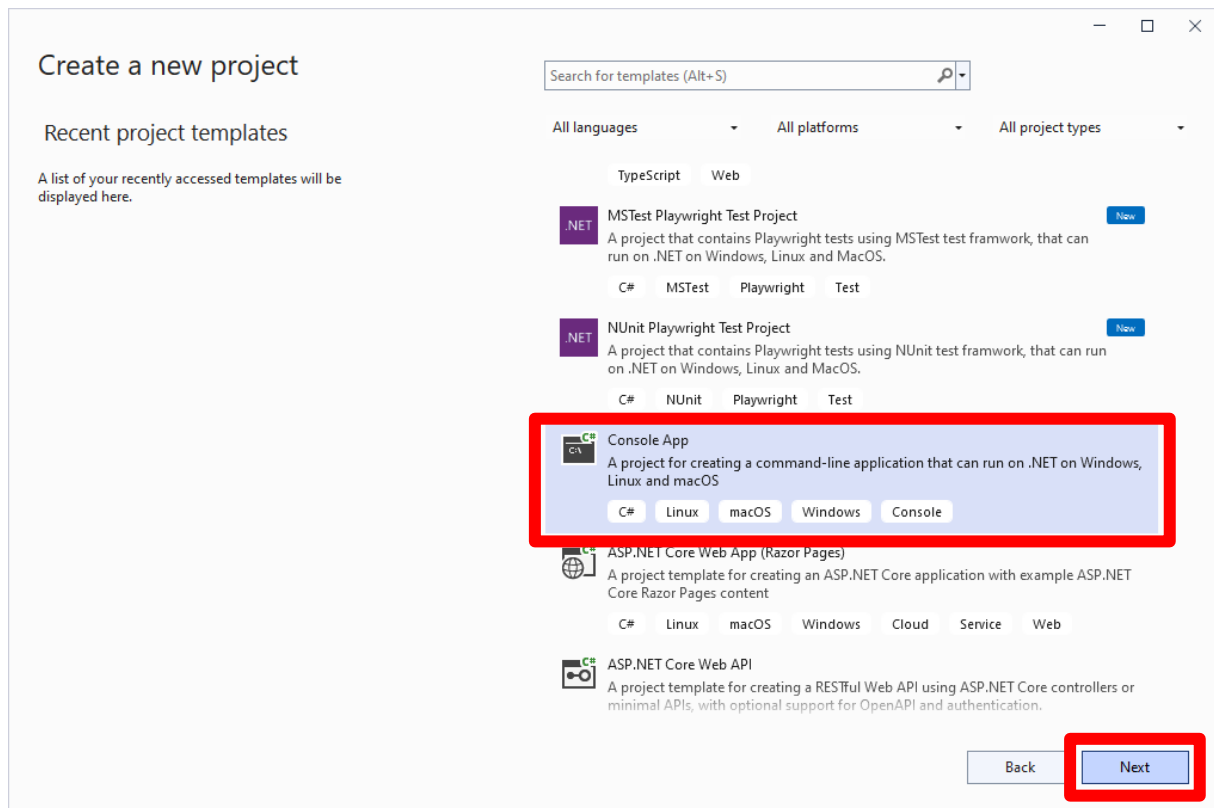 Create a new project
Search for templates (Alt+S)
Recent project templates
All languages
All platforms
All project types
A list of your recently accessed templates will be
displayed here.
TypeScript Web
.NET
MSTest Playwright Test Project
New
A project that contains Playwright tests using MSTest test framwork, that can
run on .NET on Windows, Linux and MacOS.
C# MSTest Playwright Test
.NET
NUnit Playwright Test Project
New
A project that contains Playwright tests using NUnit test framwork, that can run
on .NET on Windows, Linux and MacOS.
C# NUnit Playwright Test
C#
C:\
Console App
A project for creating a command-line application that can run on .NET on Windows,
Linux and macOS
C# Linux macOS Windows Console
C#
ASP.NET Core Web App (Razor Pages)
A project template for creating an ASP.NET Core application with example ASP.NET
Core Razor Pages content
C# Linux macOS Windows Cloud Service Web
C#
ASP.NET Core Web API
A project template for creating a RESTful Web API using ASP.NET Core controllers or
minimal APIs, with optional support for OpenAPI and authentication.
Back
Next